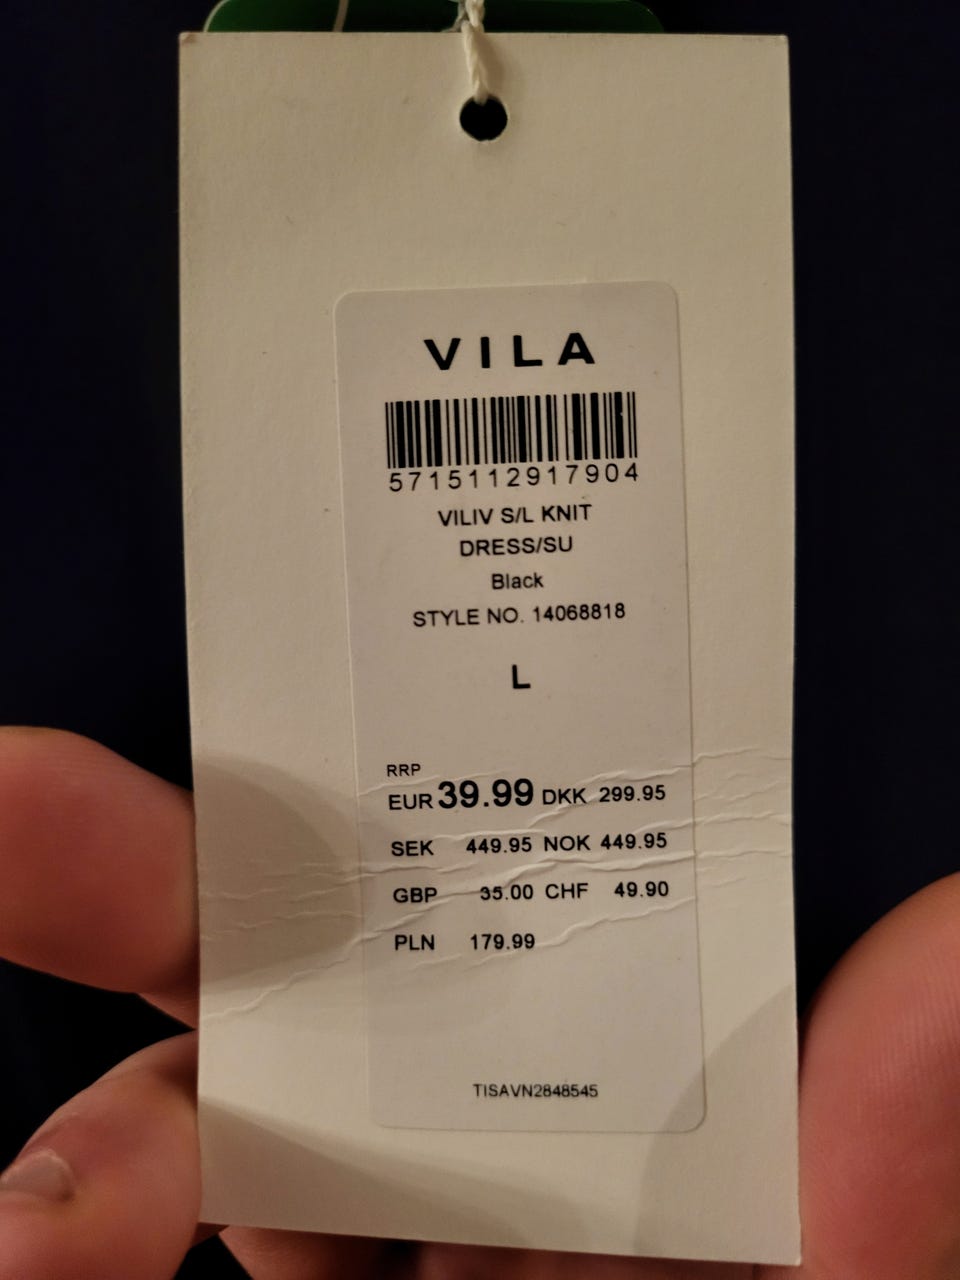 VILA
5715112917904
VILIV S/L KNIT
DRESS/SU
Black
STYLE NO. 14068818
L
RRP
EUR 39.99 DKK 299.95
SEK 449.95 NOK 449.95
GBP 35.00 CHF 49.90
PLN 179.99
TISAVN2848545